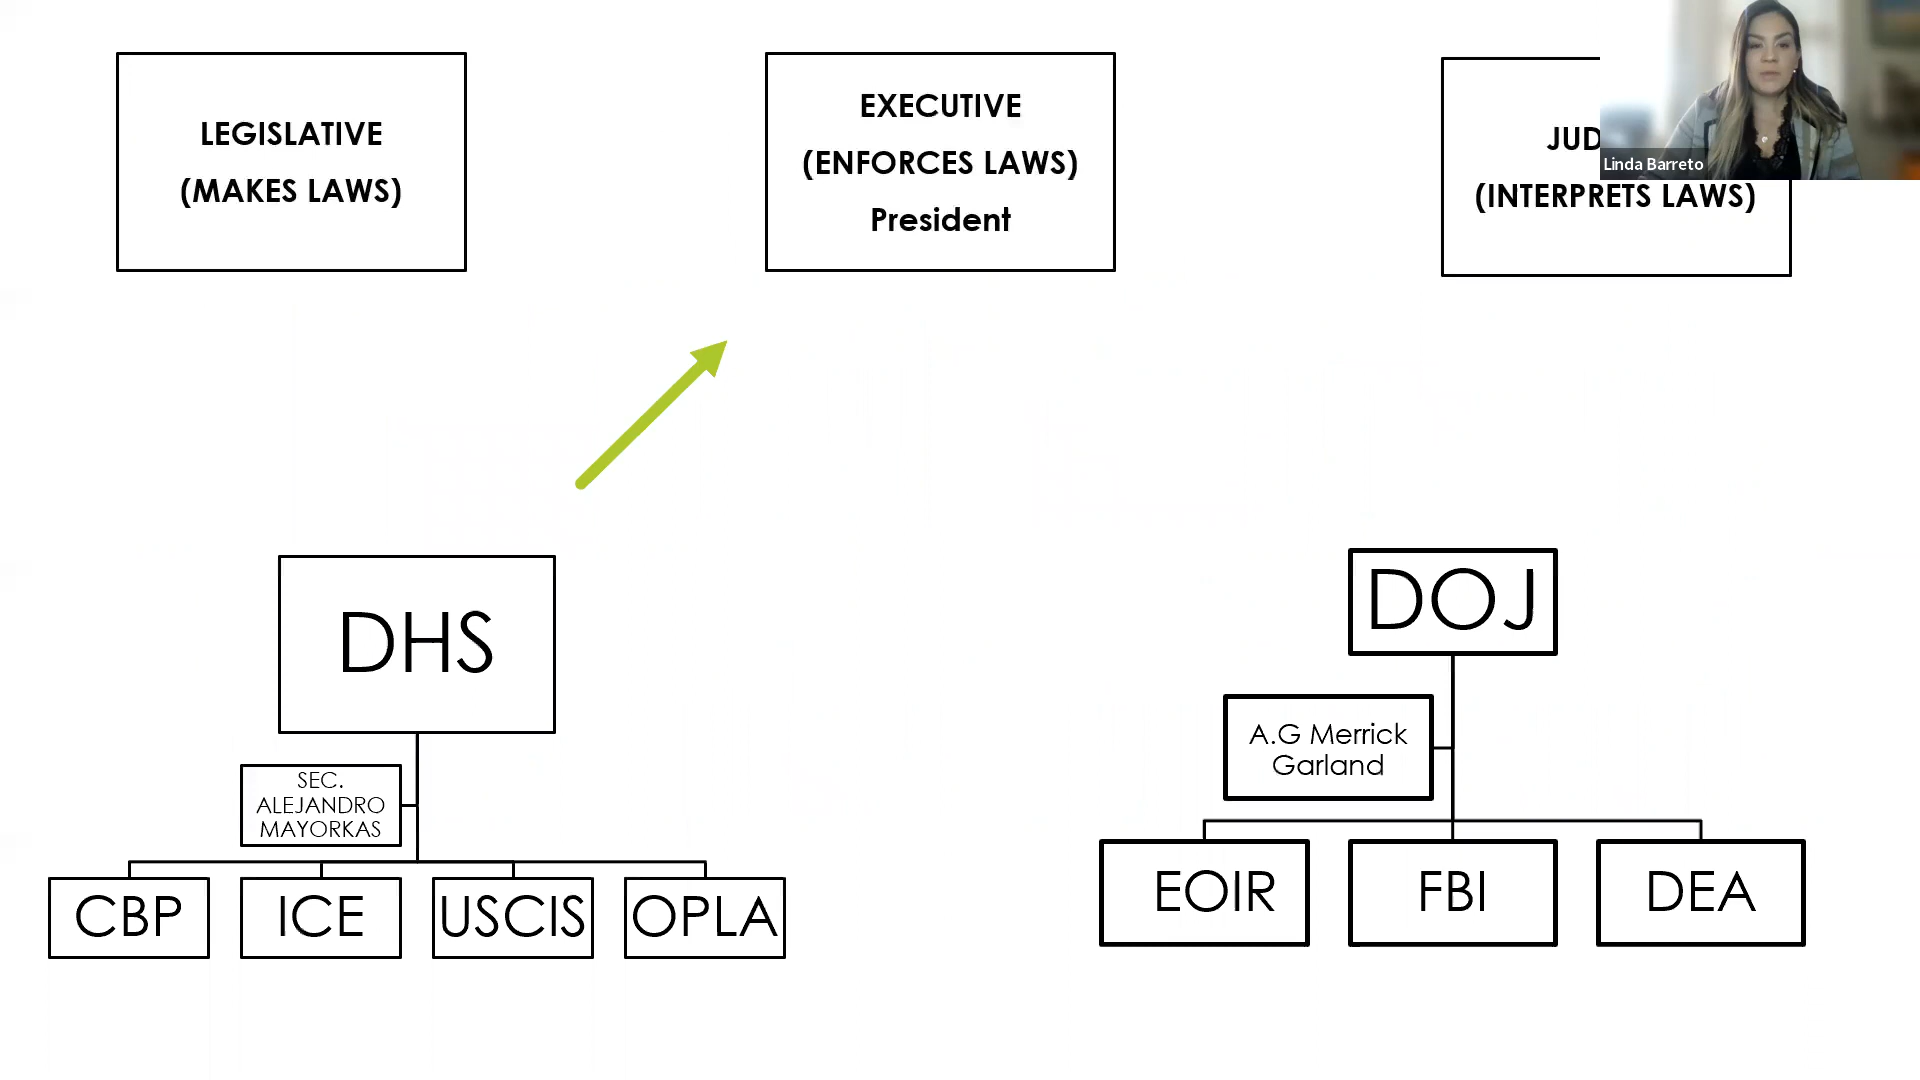 LEGISLATIVE
(MAKES LAWS)
EXECUTIVE
(ENFORCES LAWS)
President
JUD
(INTERPRETS LAWS)
Linda Barreto
DHS
SEC.
ALEJANDRO
MAYORKAS
CBP
ICE
USCIS
OPLA
DOJ
A.G Merrick
Garland
EOIR
FBI
DEA